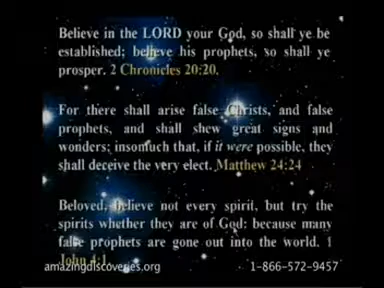 Believe in the LORD your God, so shall ye be
established; believe his prophets, so shall ye
prosper. 2 Chronicles 20:20.
For there shall arise false Christs, and false
prophets, and shall shew great signs and
wonders; insomuch that, if it were possible, they
shall deceive the very elect. Matthew 24:24
Beloved, believe not every spirit, but try the
spirits whether they are of God: because many
false prophets are gone out into the world. 1
John 4:1
amazingdiscoveries.org 1-866-572-9457